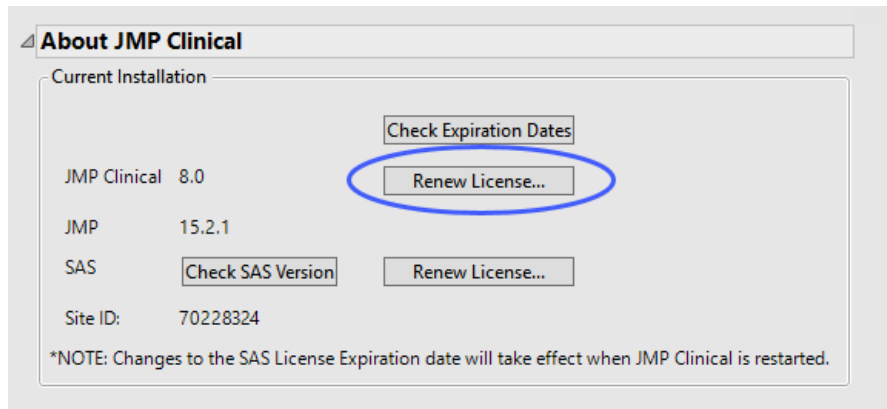 About JMP Clinical
Current Installation
Check Expiration Dates
JMP Clinical 8.0 Renew License...
JMP 15.2.1
SAS Check SAS Version Renew License...
Site ID: 70228324
*NOTE: Changes to the SAS License Expiration date will take effect when JMP Clinical is restarted.